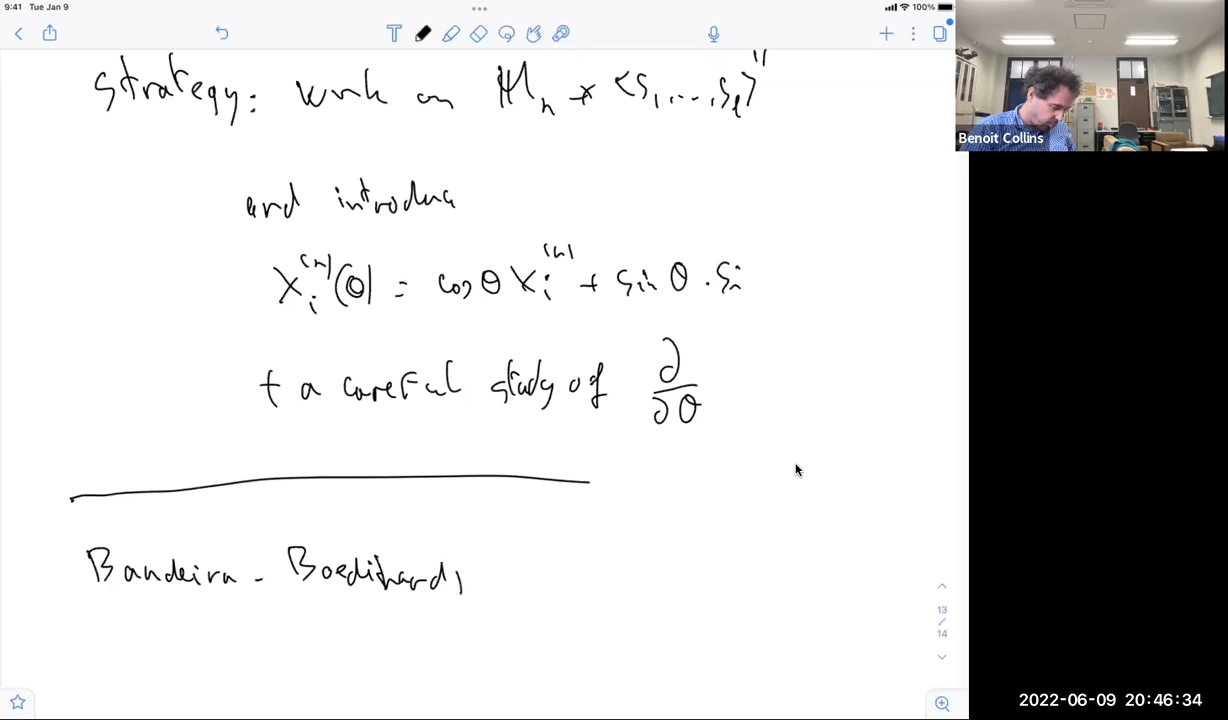 9:41 Tue Jan 9
100%
strategy: work on M_n * <S_1,...,S_l>''
and introduce
X_i^(n)(θ) = cos θ X_i^(n) + sin θ . S_i
+ a careful study of ∂/∂θ
Bandeira - Boedihardj
13
/
14
Benoit Collins
2022-06-09 20:46:34